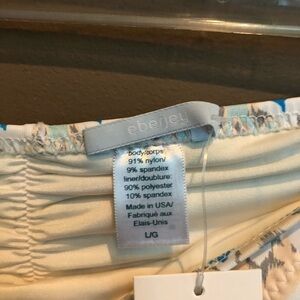 eberjey
body/corps
91% nylon/
9% spandex
liner/doublure:
90% polyester
10% spandex
Made in USA/
Fabriqué aux
Etats-Unis
L/G